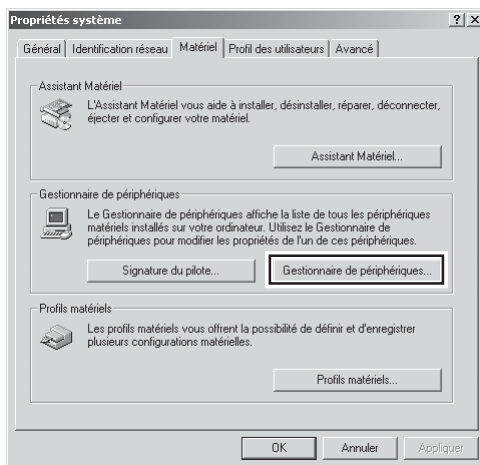 Propriétés système
Général Identification réseau Matériel Profil des utilisateurs Avancé
Assistant Matériel
L'Assistant Matériel vous aide à installer, désinstaller, réparer, déconnecter,
éjecter et configurer votre matériel.
Assistant Matériel...
Gestionnaire de périphériques
Le Gestionnaire de périphériques affiche la liste de tous les périphériques
matériels installés sur votre ordinateur. Utilisez le Gestionnaire de
périphériques pour modifier les propriétés de l'un de ces périphériques.
Signature du pilote... Gestionnaire de périphériques...
Profils matériels
Les profils matériels vous offrent la possibilité de définir et d'enregistrer
plusieurs configurations matérielles.
Profils matériels...
OK Annuler Appliquer